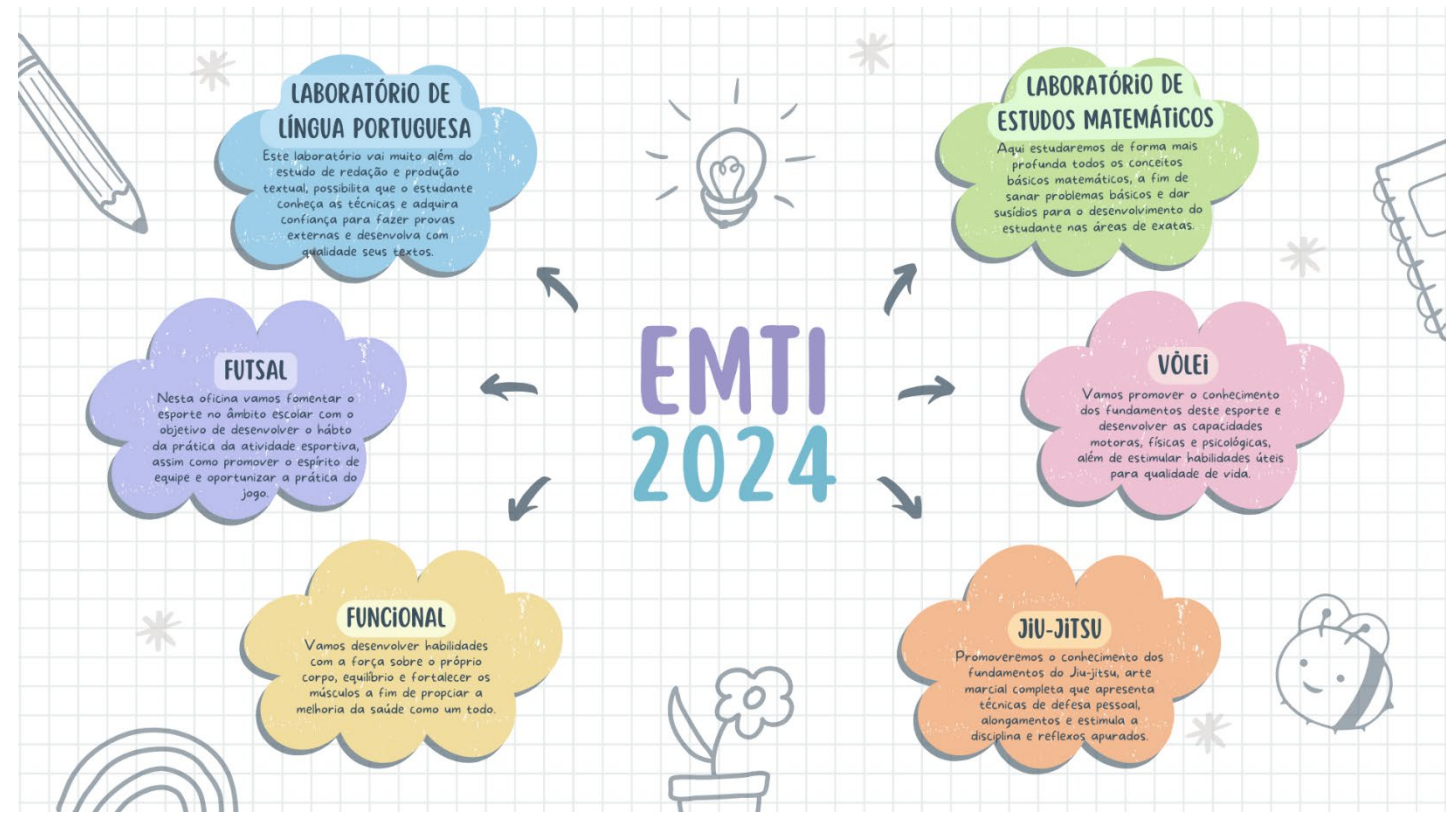 LABORATÓRIO DE
LÍNGUA PORTUGUESA
Este laboratório vai muito além do
estudo de redação e produção
textual, possibilita que o estudante
conheça as técnicas e adquira
confiança para fazer provas
externas e desenvolva com
qualidade seus textos.
LABORATÓRIO DE
ESTUDOS MATEMÁTICOS
Aqui estudaremos de forma mais
profunda todos os conceitos
básicos matemáticos, a fim de
sanar problemas básicos e dar
susídios para o desenvolvimento do
estudante nas áreas de exatas.
EMTI
2024
FUTSAL
Nesta oficina vamos fomentar o
esporte no âmbito escolar com o
objetivo de desenvolver o hábto
da prática da atividade esportiva,
assim como promover o espírito de
equipe e oportunizar a prática do
jogo.
VÔLEI
Vamos promover o conhecimento
dos fundamentos deste esporte e
desenvolver as capacidades
motoras, físicas e psicológicas,
além de estimular habilidades úteis
para qualidade de vida.
FUNCIONAL
Vamos desenvolver habilidades
com a força sobre o próprio
corpo, equilíbrio e fortalecer os
músculos a fim de propciar a
melhoria da saúde como um todo.
JIU-JITSU
Promoveremos o conhecimento dos
fundamentos do Jiu-jitsu, arte
marcial completa que apresenta
técnicas de defesa pessoal,
alongamentos e estimula a
disciplina e reflexos apurados.